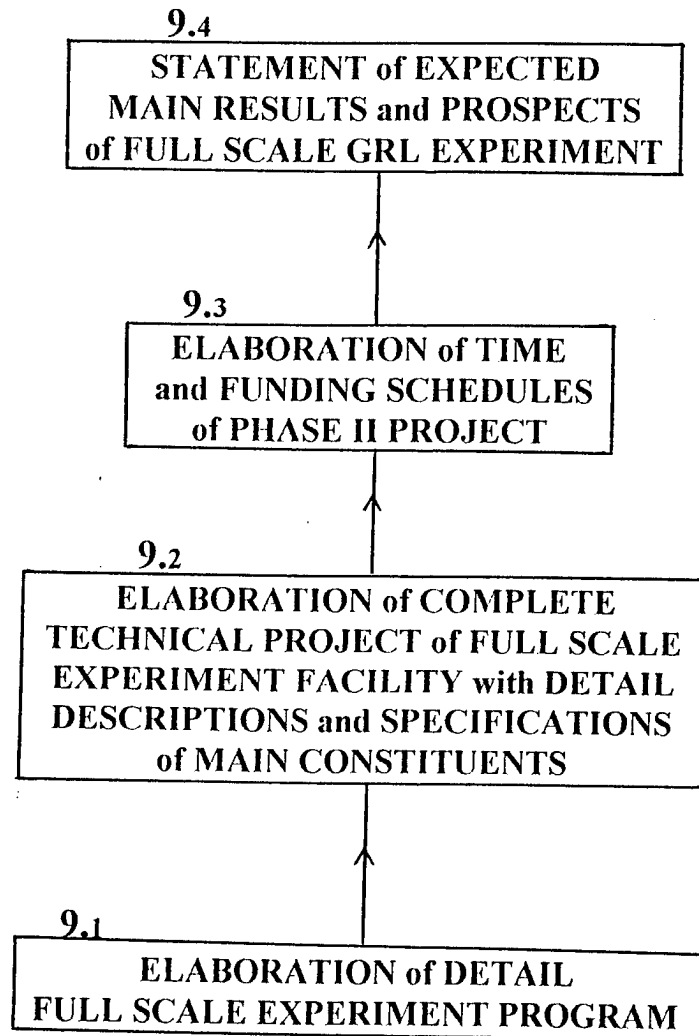 9.4
STATEMENT of EXPECTED
MAIN RESULTS and PROSPECTS
of FULL SCALE GRL EXPERIMENT
9.3
ELABORATION of TIME
and FUNDING SCHEDULES
of PHASE II PROJECT
9.2
ELABORATION of COMPLETE
TECHNICAL PROJECT of FULL SCALE
EXPERIMENT FACILITY with DETAIL
DESCRIPTIONS and SPECIFICATIONS
of MAIN CONSTITUENTS
9.1
ELABORATION of DETAIL
FULL SCALE EXPERIMENT PROGRAM